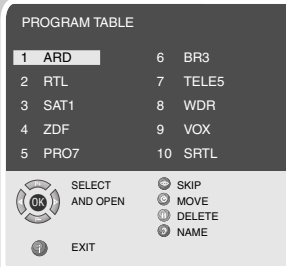 PROGRAM TABLE
1 ARD 6 BR3
2 RTL 7 TELE5
3 SAT1 8 WDR
4 ZDF 9 VOX
5 PRO7 10 SRTL
SELECT SKIP
AND OPEN MOVE
OK
DELETE
NAME
EXIT